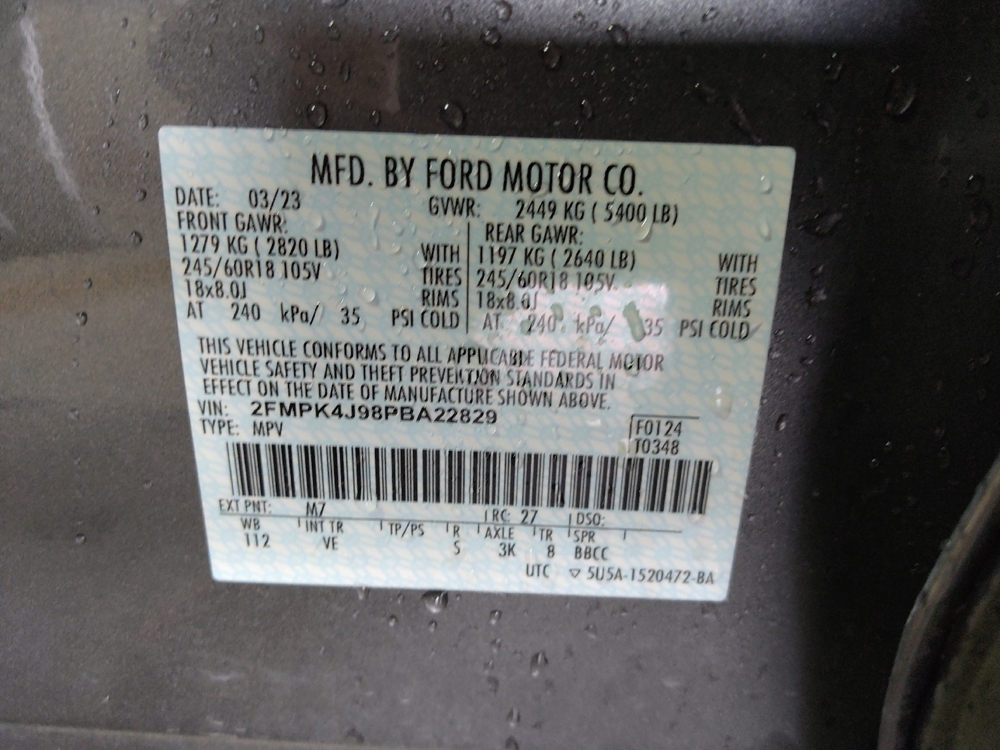 MFD. BY FORD MOTOR CO.
DATE: 03/23 GVWR: 2449 KG ( 5400 LB)
FRONT GAWR: REAR GAWR:
1279 KG ( 2820 LB) WITH 1197 KG ( 2640 LB) WITH
245/60R18 105V TIRES 245/60R18 105V TIRES
18x8.0J RIMS 18x8.0J RIMS
AT 240 kPa/ 35 PSI COLD AT 240 kPa/ 35 PSI COLD
THIS VEHICLE CONFORMS TO ALL APPLICABLE FEDERAL MOTOR
VEHICLE SAFETY AND THEFT PREVENTION STANDARDS IN
EFFECT ON THE DATE OF MANUFACTURE SHOWN ABOVE.
VIN: 2FMPK4J98PBA22829
TYPE: MPV
F0124
T0348
EXT PNT: M7 RC: 27 DSO:
WB INT TR TP/PS R AXLE TR SPR
112 VE S 3K 8 BBCC
UTC ▽ 5U5A-1520472-BA